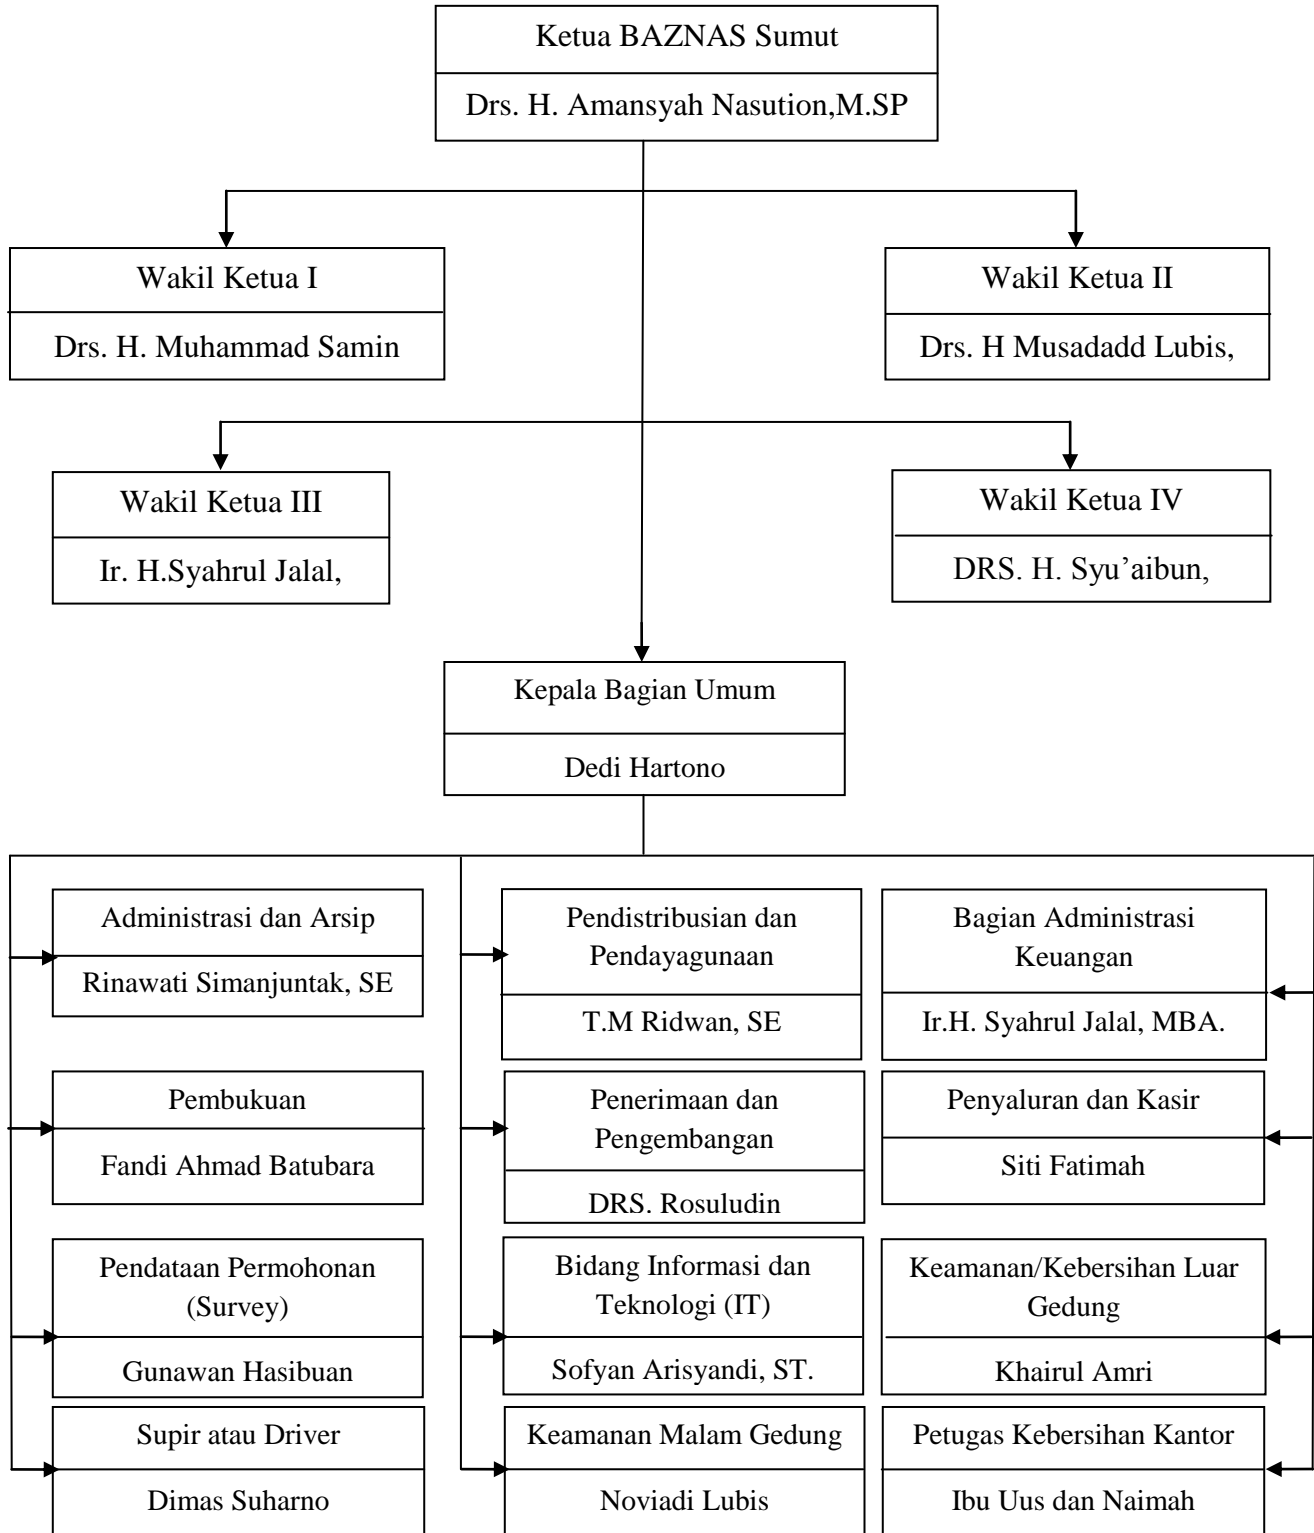 Ketua BAZNAS Sumut
Drs. H. Amansyah Nasution,M.SP
Wakil Ketua I
Drs. H. Muhammad Samin
Wakil Ketua II
Drs. H Musadadd Lubis,
Wakil Ketua III
Ir. H.Syahrul Jalal,
Wakil Ketua IV
DRS. H. Syu’aibun,
Kepala Bagian Umum
Dedi Hartono
Administrasi dan Arsip
Rinawati Simanjuntak, SE
Pendistribusian dan
Pendayagunaan
T.M Ridwan, SE
Bagian Administrasi
Keuangan
Ir.H. Syahrul Jalal, MBA.
Pembukuan
Fandi Ahmad Batubara
Penerimaan dan
Pengembangan
DRS. Rosuludin
Penyaluran dan Kasir
Siti Fatimah
Pendataan Permohonan
(Survey)
Gunawan Hasibuan
Bidang Informasi dan
Teknologi (IT)
Sofyan Arisyandi, ST.
Keamanan/Kebersihan Luar
Gedung
Khairul Amri
Supir atau Driver
Dimas Suharno
Keamanan Malam Gedung
Noviadi Lubis
Petugas Kebersihan Kantor
Ibu Uus dan Naimah